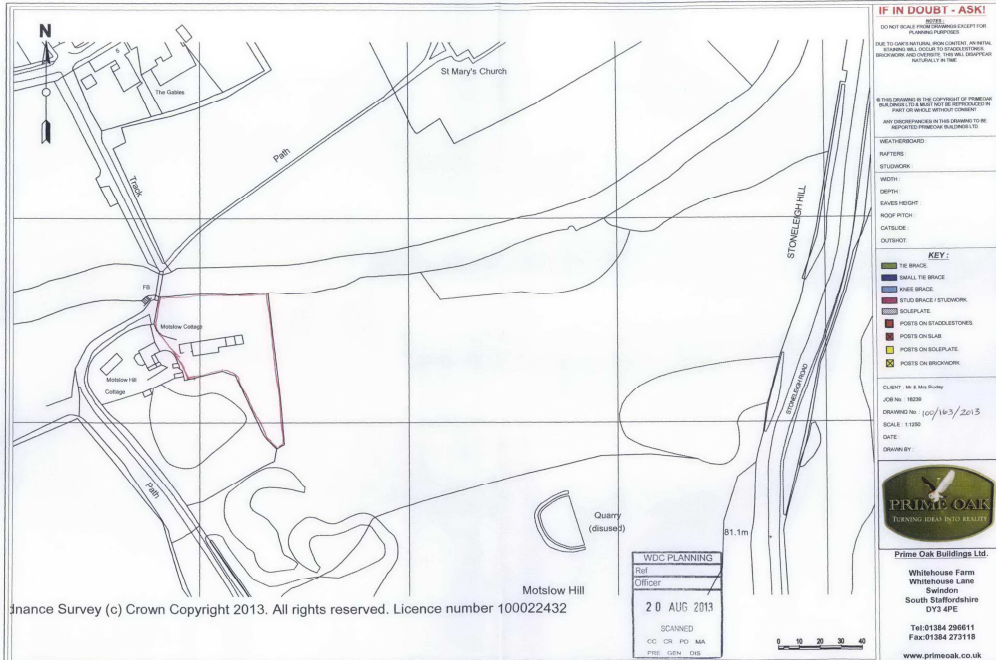 N
5
The Gables
St Mary's Church
Path
Track
STONELEIGH HILL
FB
Motslow Cottage
Motslow Hill
Cottage
STONELEIGH ROAD
Path
Quarry
(disused)
81.1m
Motslow Hill
dnance Survey (c) Crown Copyright 2013. All rights reserved. Licence number 100022432
WDC PLANNING
Ref
Officer
20 AUG 2013
SCANNED
CC CR PD MA
PRE GEN DIS
0 10 20 30 40
IF IN DOUBT - ASK!
NOTES :
DO NOT SCALE FROM DRAWINGS EXCEPT FOR
PLANNING PURPOSES
DUE TO OAK'S NATURAL IRON CONTENT, AN INITIAL
STAINING WILL OCCUR TO STADDLESTONES,
BRICKWORK AND OVERSITE. THIS WILL DISAPPEAR
NATURALLY IN TIME.
© THIS DRAWING IS THE COPYRIGHT OF PRIMEOAK
BUILDINGS LTD & MUST NOT BE REPRODUCED IN
PART OR WHOLE WITHOUT CONSENT
ANY DISCREPANCIES IN THIS DRAWING TO BE
REPORTED PRIMEOAK BUILDINGS LTD
WEATHERBOARD :
RAFTERS :
STUDWORK :
WIDTH :
DEPTH :
EAVES HEIGHT :
ROOF PITCH :
CATSLIDE :
OUTSHOT:
KEY :
TIE BRACE.
SMALL TIE BRACE
KNEE BRACE.
STUD BRACE / STUDWORK.
SOLEPLATE.
POSTS ON STADDLESTONES.
POSTS ON SLAB.
POSTS ON SOLEPLATE.
POSTS ON BRICKWORK.
CLIENT : Mr & Mrs
JOB No. : 16239
DRAWING No. : 100/163/2013
SCALE : 1:1250
DATE :
DRAWN BY :
PRIME OAK
TURNING IDEAS INTO REALITY
Prime Oak Buildings Ltd.
Whitehouse Farm
Whitehouse Lane
Swindon
South Staffordshire
DY3 4PE
Tel:01384 296611
Fax:01384 273118
www.primeoak.co.uk